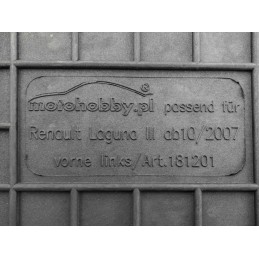 motohobby.pl® passend für
Renault Laguna III ab10/2007
vorne links/Art.181201